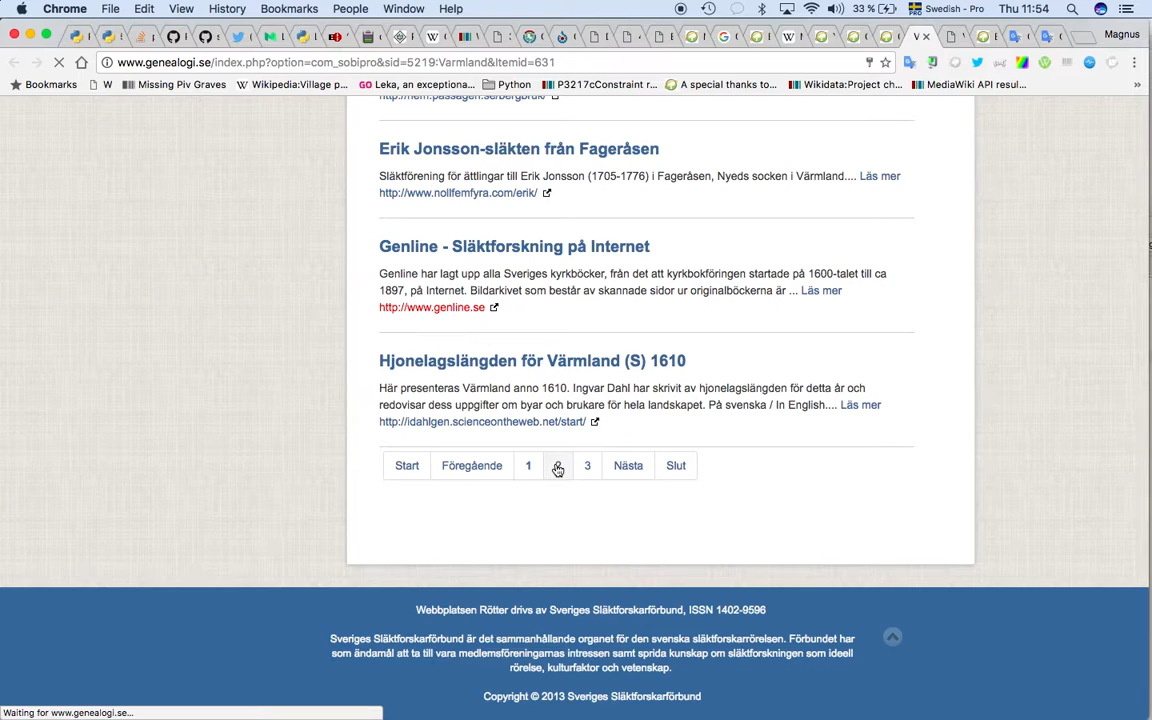 Chrome File Edit View History Bookmarks People Window Help 33 % Swedish - Pro Thu 11:54
Magnus
www.genealogi.se/index.php?option=com_sobipro&sid=5219:Varmland&Itemid=631
Bookmarks W Missing Piv Graves Wikipedia:Village p... GO Leka, an exceptiona... Python P3217cConstraint r... A special thanks to... Wikidata:Project ch... MediaWiki API resul... »
Erik Jonsson-släkten från Fageråsen
Släktförening för ättlingar till Erik Jonsson (1705-1776) i Fageråsen, Nyeds socken i Värmland.... Läs mer
http://www.nollfemfyra.com/erik/
Genline - Släktforskning på Internet
Genline har lagt upp alla Sveriges kyrkböcker, från det att kyrkbokföringen startade på 1600-talet till ca
1897, på Internet. Bildarkivet som består av skannade sidor ur originalböckerna är ... Läs mer
http://www.genline.se
Hjonelagslängden för Värmland (S) 1610
Här presenteras Värmland anno 1610. Ingvar Dahl har skrivit av hjonelagslängden för detta år och
redovisar dess uppgifter om byar och brukare för hela landskapet. På svenska / In English.... Läs mer
http://idahlgen.scienceontheweb.net/start/
Start Föregående 1 3 Nästa Slut
Webbplatsen Rötter drivs av Sveriges Släktforskarförbund, ISSN 1402-9596
Sveriges Släktforskarförbund är det sammanhållande organet för den svenska släktforskarrörelsen. Förbundet har
som ändamål att ta till vara medlemsföreningarnas intressen samt sprida kunskap om släktforskningen som ideell
rörelse, kulturfaktor och vetenskap.
Copyright © 2013 Sveriges Släktforskarförbund
Waiting for www.genealogi.se...